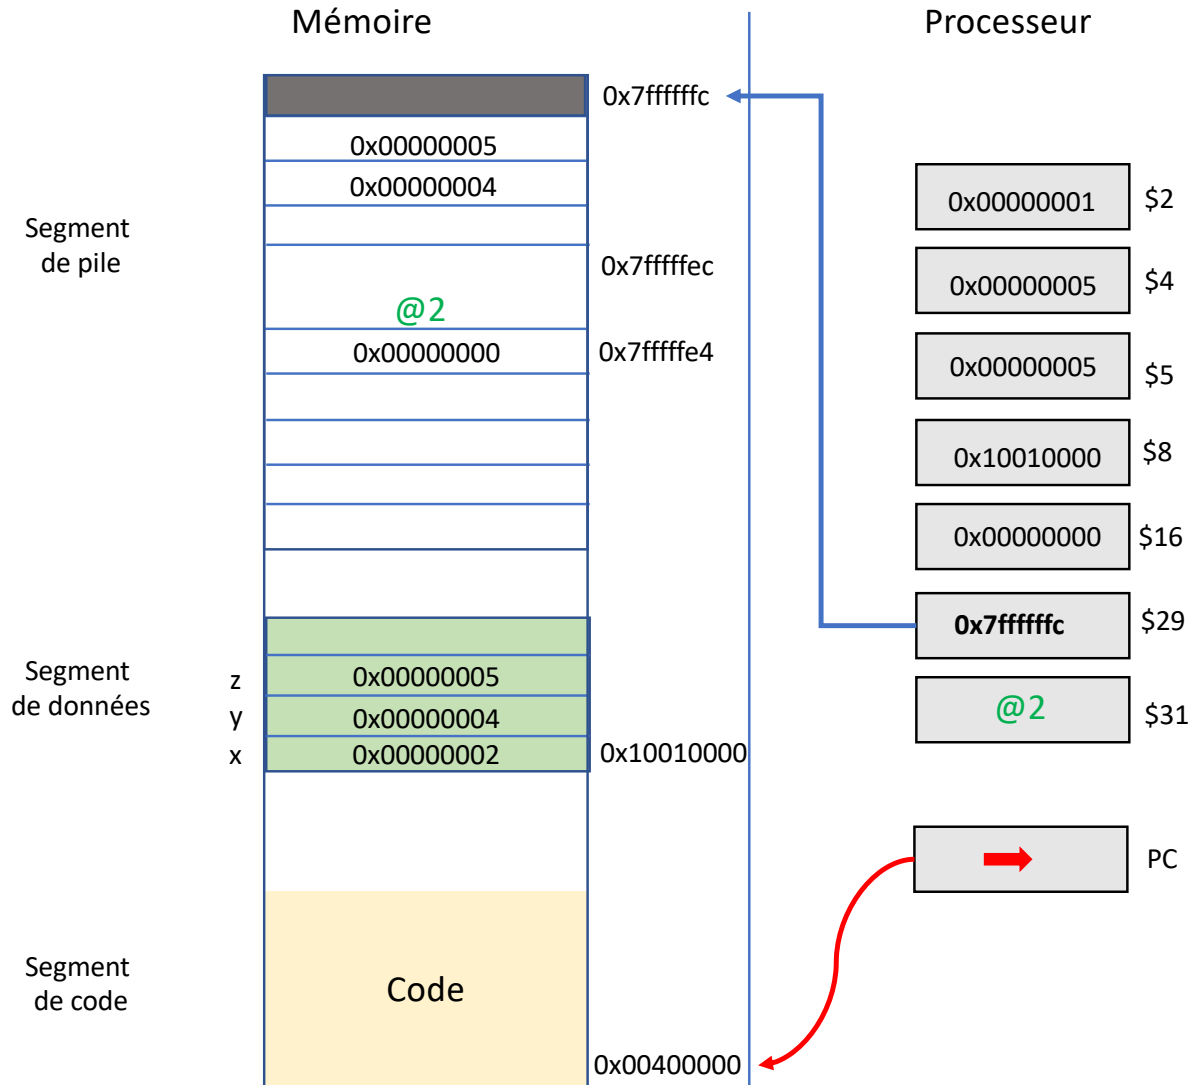 Mémoire
Processeur
0x7ffffffc
0x00000005
0x00000004
Segment
de pile
0x7fffffec
@2
0x00000000
0x7fffffe4
0x00000001
$2
0x00000005
$4
0x00000005
$5
0x10010000
$8
0x00000000
$16
0x7ffffffc
$29
@2
$31
Segment
de données
z
0x00000005
y
0x00000004
x
0x00000002
0x10010000
PC
Segment
de code
Code
0x00400000